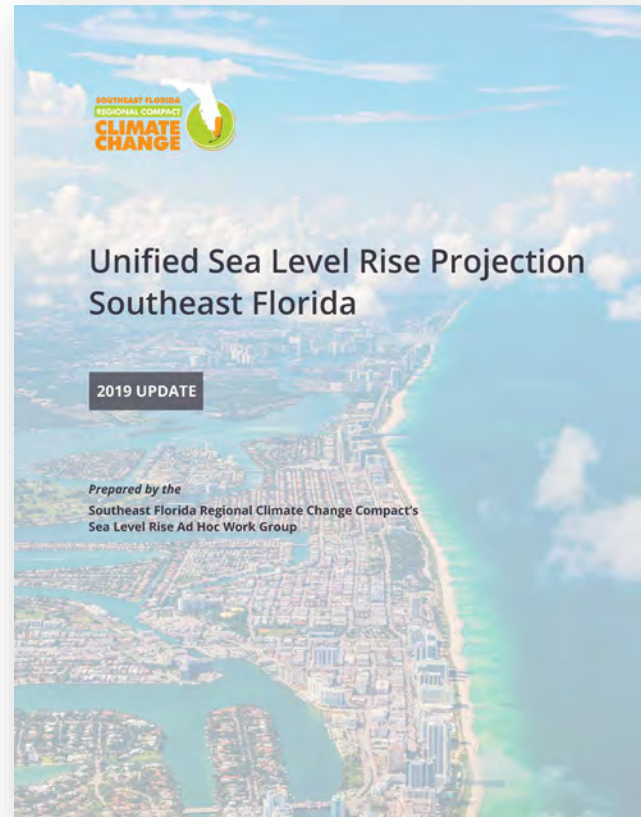 SOUTHEAST FLORIDA
REGIONAL COMPACT
CLIMATE
CHANGE
Unified Sea Level Rise Projection
Southeast Florida
2019 UPDATE
Prepared by the
Southeast Florida Regional Climate Change Compact's
Sea Level Rise Ad Hoc Work Group